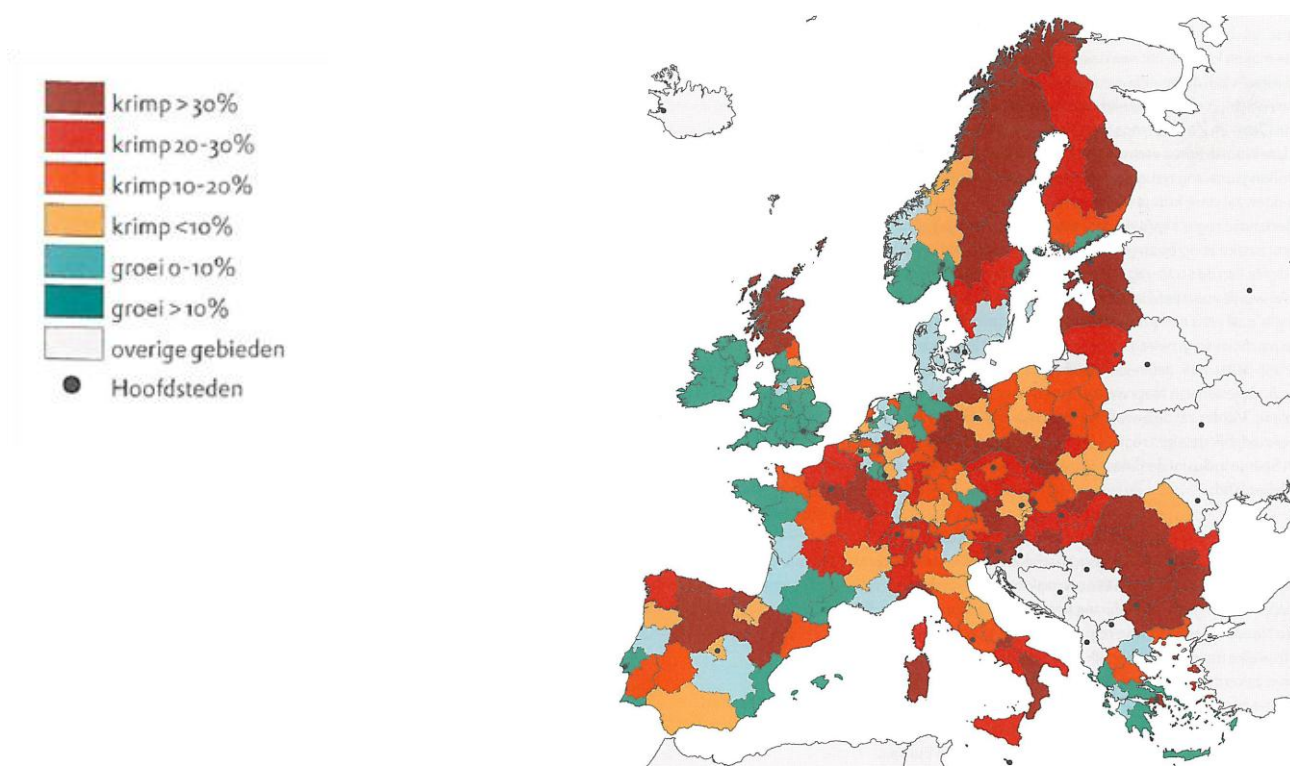 krimp > 30%
krimp 20-30%
krimp 10-20%
krimp <10%
groei 0-10%
groei >10%
overige gebieden
Hoofdsteden